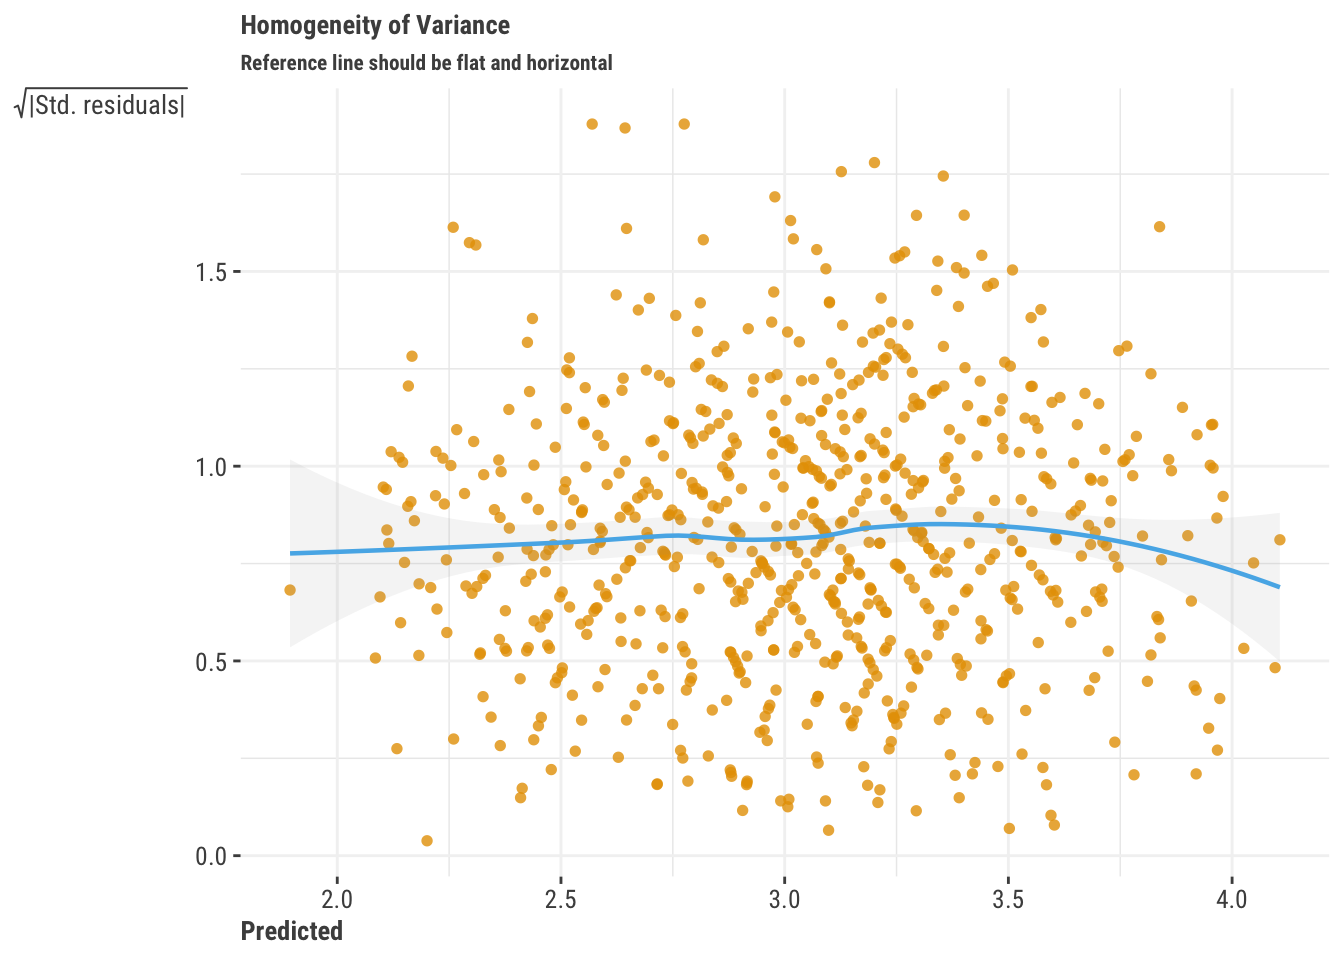 Homogeneity of Variance
Reference line should be flat and horizontal
√|Std. residuals|
1.5
1.0
0.5
0.0
2.0 2.5 3.0 3.5 4.0
Predicted